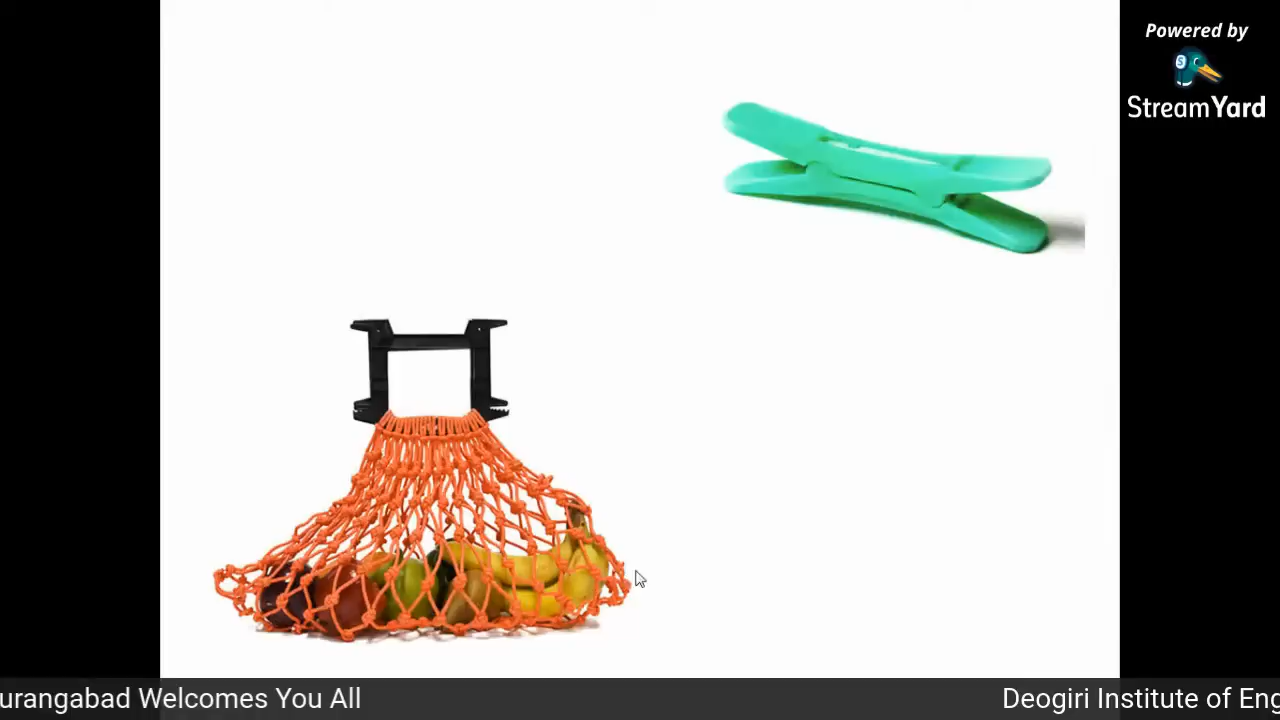 Powered by
StreamYard
urangabad Welcomes You All
Deogiri Institute of Eng